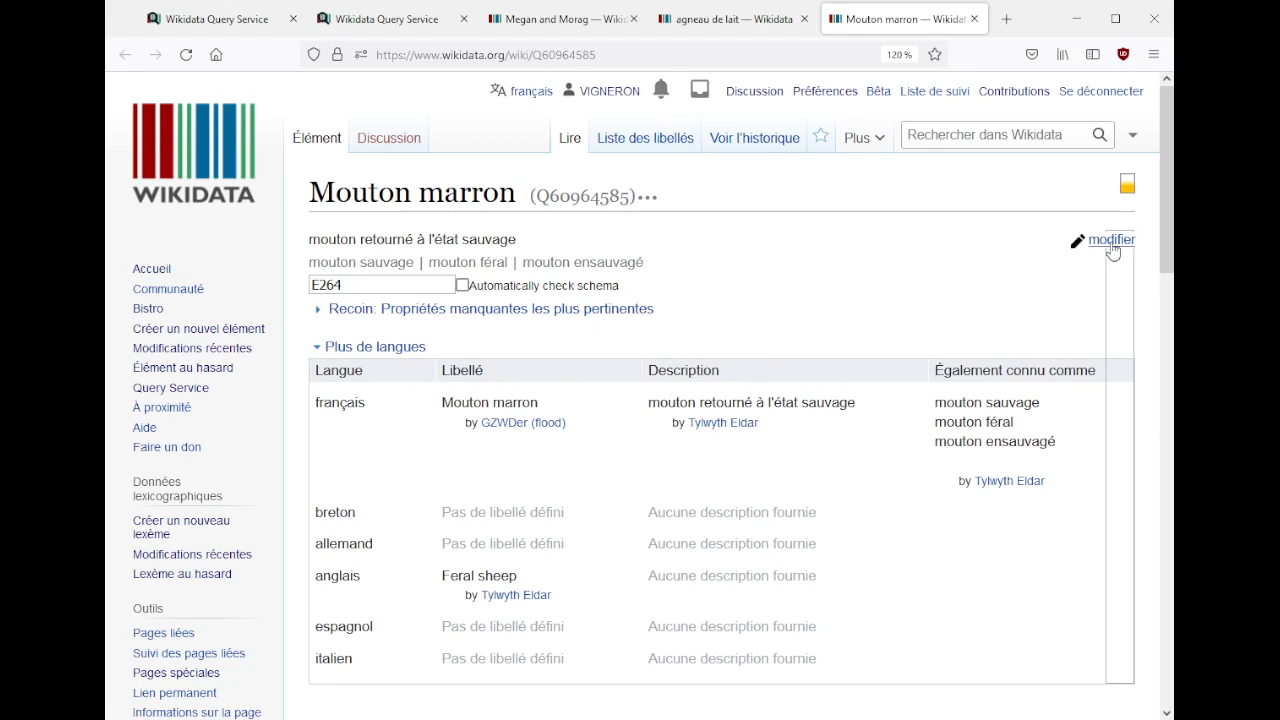 Wikidata Query Service
Wikidata Query Service
Megan and Morag — Wikid
agneau de lait — Wikidata
Mouton marron — Wikidat
https://www.wikidata.org/wiki/Q60964585
120 %
français
VIGNERON
Discussion
Préférences
Bêta
Liste de suivi
Contributions
Se déconnecter
WIKIDATA
Élément
Discussion
Lire
Liste des libellés
Voir l'historique
Plus
Rechercher dans Wikidata
Mouton marron (Q60964585)
mouton retourné à l'état sauvage
modifier
mouton sauvage | mouton féral | mouton ensauvagé
E264
Automatically check schema
Recoin: Propriétés manquantes les plus pertinentes
Plus de langues
Langue Libellé Description Également connu comme
français Mouton marron mouton retourné à l'état sauvage mouton sauvage
by GZWDer (flood) by Tylwyth Eldar mouton féral
mouton ensauvagé
by Tylwyth Eldar
breton Pas de libellé défini Aucune description fournie
allemand Pas de libellé défini Aucune description fournie
anglais Feral sheep Aucune description fournie
by Tylwyth Eldar
espagnol Pas de libellé défini Aucune description fournie
italien Pas de libellé défini Aucune description fournie
Accueil
Communauté
Bistro
Créer un nouvel élément
Modifications récentes
Élément au hasard
Query Service
À proximité
Aide
Faire un don
Données
lexicographiques
Créer un nouveau
lexème
Modifications récentes
Lexème au hasard
Outils
Pages liées
Suivi des pages liées
Pages spéciales
Lien permanent
Informations sur la page